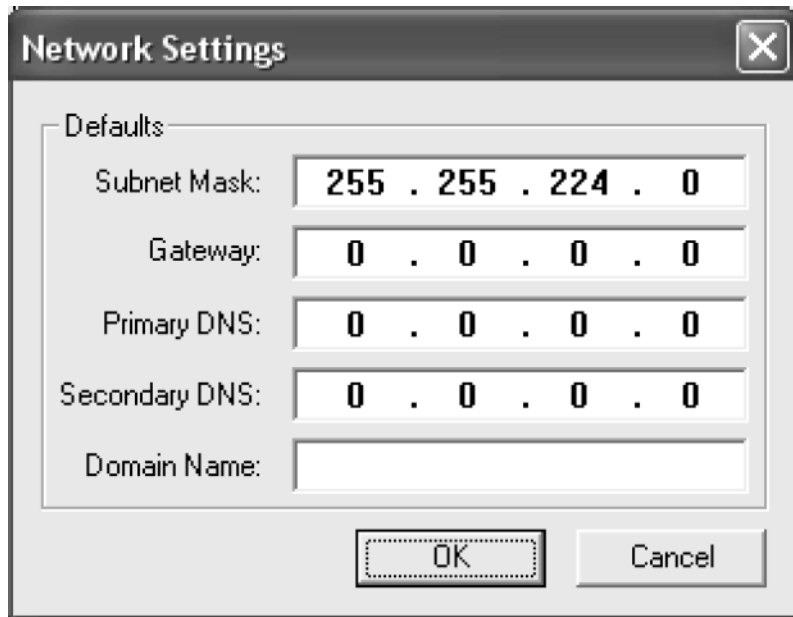 Network Settings
Defaults
Subnet Mask: 255 . 255 . 224 . 0
Gateway: 0 . 0 . 0 . 0
Primary DNS: 0 . 0 . 0 . 0
Secondary DNS: 0 . 0 . 0 . 0
Domain Name:
OK Cancel